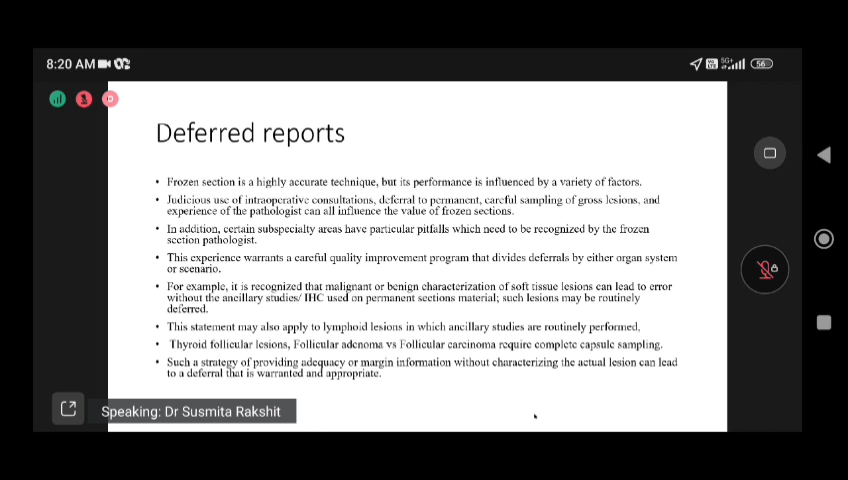 8:20 AM
5G+
56
Deferred reports
• Frozen section is a highly accurate technique, but its performance is influenced by a variety of factors.
• Judicious use of intraoperative consultations, deferral to permanent, careful sampling of gross lesions, and
experience of the pathologist can all influence the value of frozen sections.
• In addition, certain subspecialty areas have particular pitfalls which need to be recognized by the frozen
section pathologist.
• This experience warrants a careful quality improvement program that divides deferrals by either organ system
or scenario.
• For example, it is recognized that malignant or benign characterization of soft tissue lesions can lead to error
without the ancillary studies/ IHC used on permanent sections material; such lesions may be routinely
deferred.
• This statement may also apply to lymphoid lesions in which ancillary studies are routinely performed,
• Thyroid follicular lesions, Follicular adenoma vs Follicular carcinoma require complete capsule sampling.
• Such a strategy of providing adequacy or margin information without characterizing the actual lesion can lead
to a deferral that is warranted and appropriate.
Speaking: Dr Susmita Rakshit